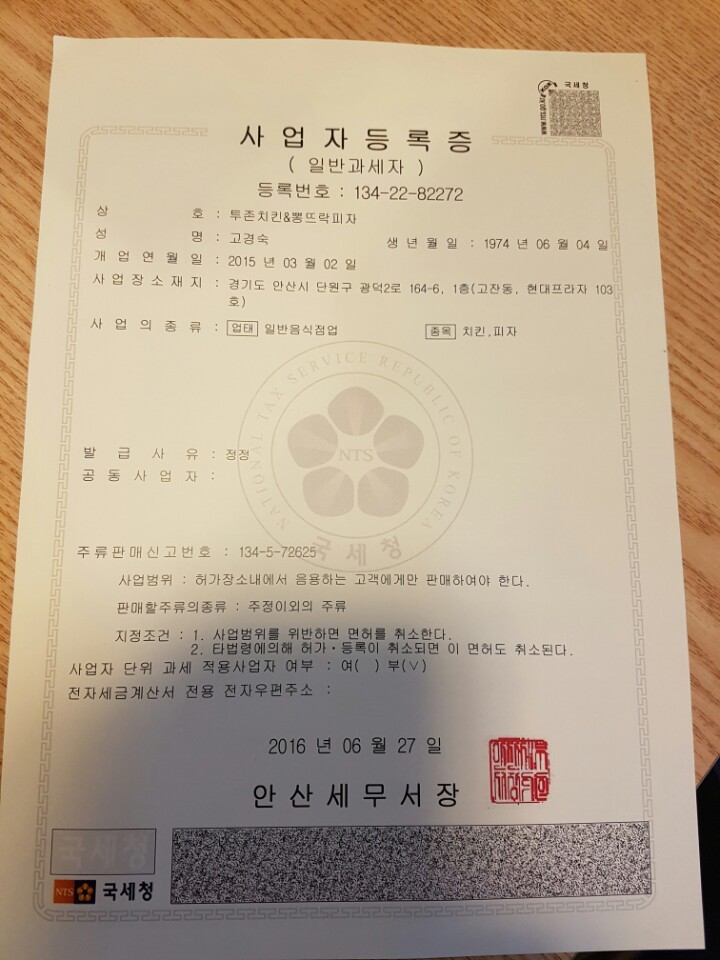 국세청
사업자등록증
( 일반과세자 )
등록번호 : 134-22-82272
상 호 : 투존치킨&뽕뜨락피자
성 명 : 고경숙 생 년 월 일 : 1974 년 06 월 04 일
개 업 연 월 일 : 2015 년 03 월 02 일
사 업 장 소 재 지 : 경기도 안산시 단원구 광덕2로 164-6, 1층(고잔동, 현대프라자 103
호)
사 업 의 종 류 : 업태 일반음식점업 종목 치킨,피자
NATIONAL TAX SERVICE REPUBLIC OF KOREA
NTS
국세청
발 급 사 유 : 정정
공 동 사 업 자 :
주류판매신고번호 : 134-5-72625
사업범위 : 허가장소내에서 음용하는 고객에게만 판매하여야 한다.
판매할주류의종류 : 주정이외의 주류
지정조건 : 1. 사업범위를 위반하면 면허를 취소한다.
2. 타법령에의해 허가·등록이 취소되면 이 면허도 취소된다.
사업자 단위 과세 적용사업자 여부 : 여( ) 부(∨)
전자세금계산서 전용 전자우편주소 :
2016 년 06 월 27 일
안산세무서장
국세청
NTS 국세청